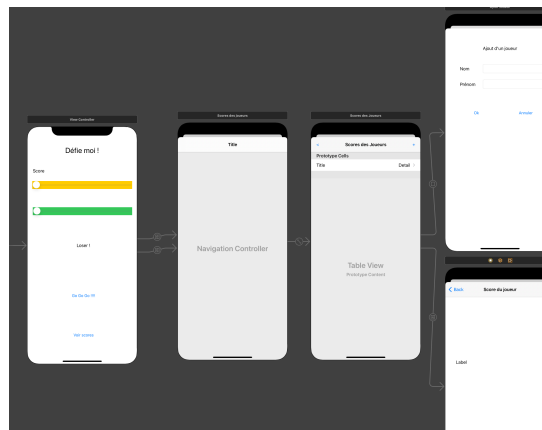 View Controller
Défie moi !
Score
Loser !
Go Go Go !!!!
Voir scores
Scores des joueurs
Title
Navigation Controller
Scores des Joueurs
Scores des Joueurs
Prototype Cells
Title
Detail
Table View
Prototype Content
Ajout d'un joueur
Nom
Prénom
Ok
Annuler
Back
Score du joueur
Label